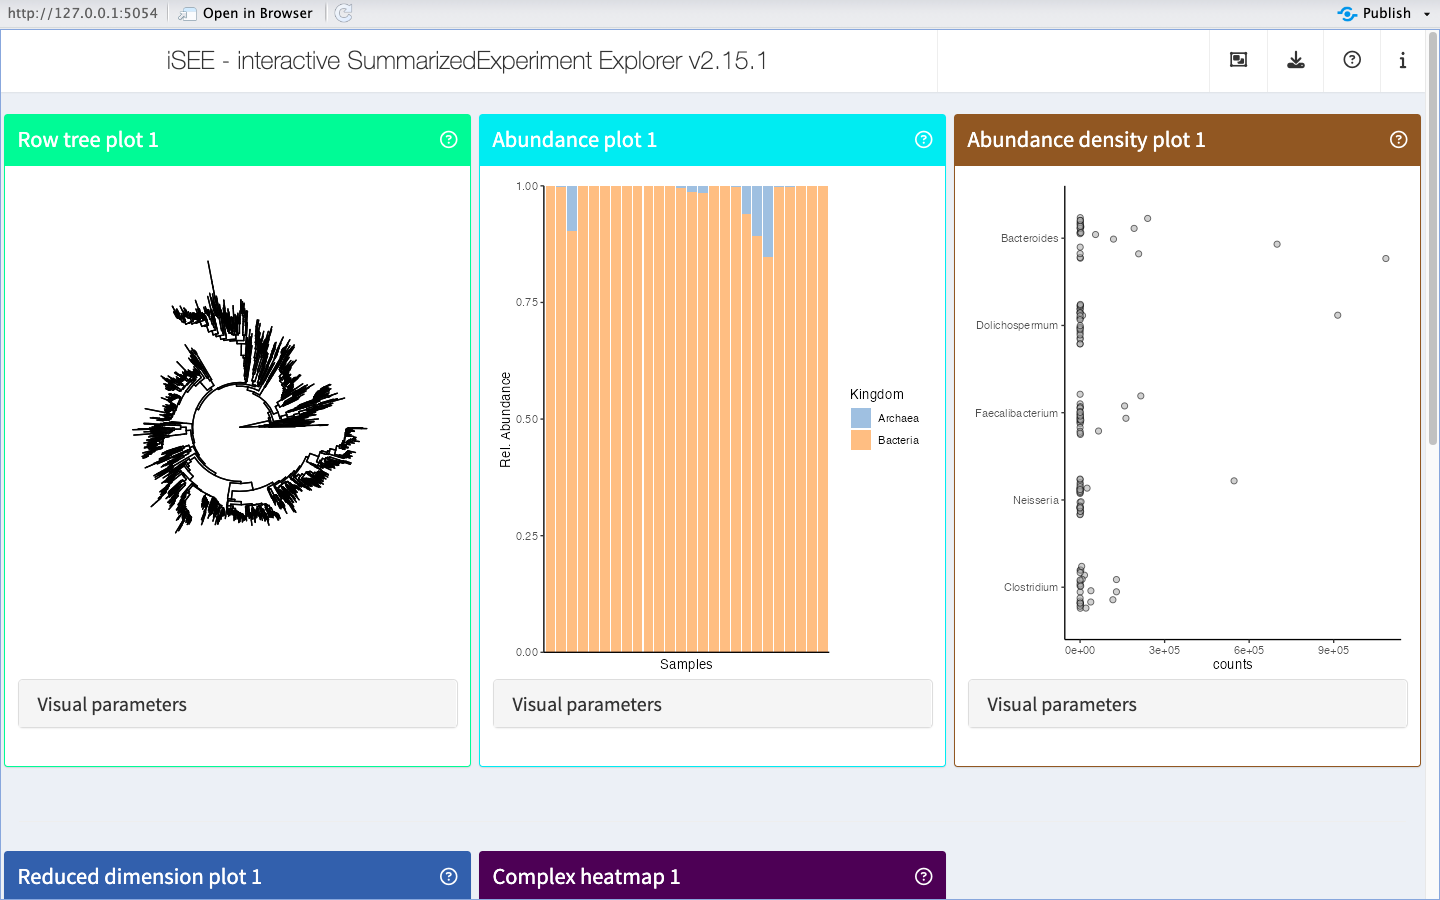 http://127.0.0.1:5054
Open in Browser
Publish
iSEE - interactive SummarizedExperiment Explorer v2.15.1
Row tree plot 1
Visual parameters
Abundance plot 1
1.00
0.75
0.50
0.25
0.00
Rel. Abundance
Samples
Kingdom
Archaea
Bacteria
Visual parameters
Abundance density plot 1
Bacteroides
Dolichospermum
Faecalibacterium
Neisseria
Clostridium
0e+00 3e+05 6e+05 9e+05
counts
Visual parameters
Reduced dimension plot 1
Complex heatmap 1